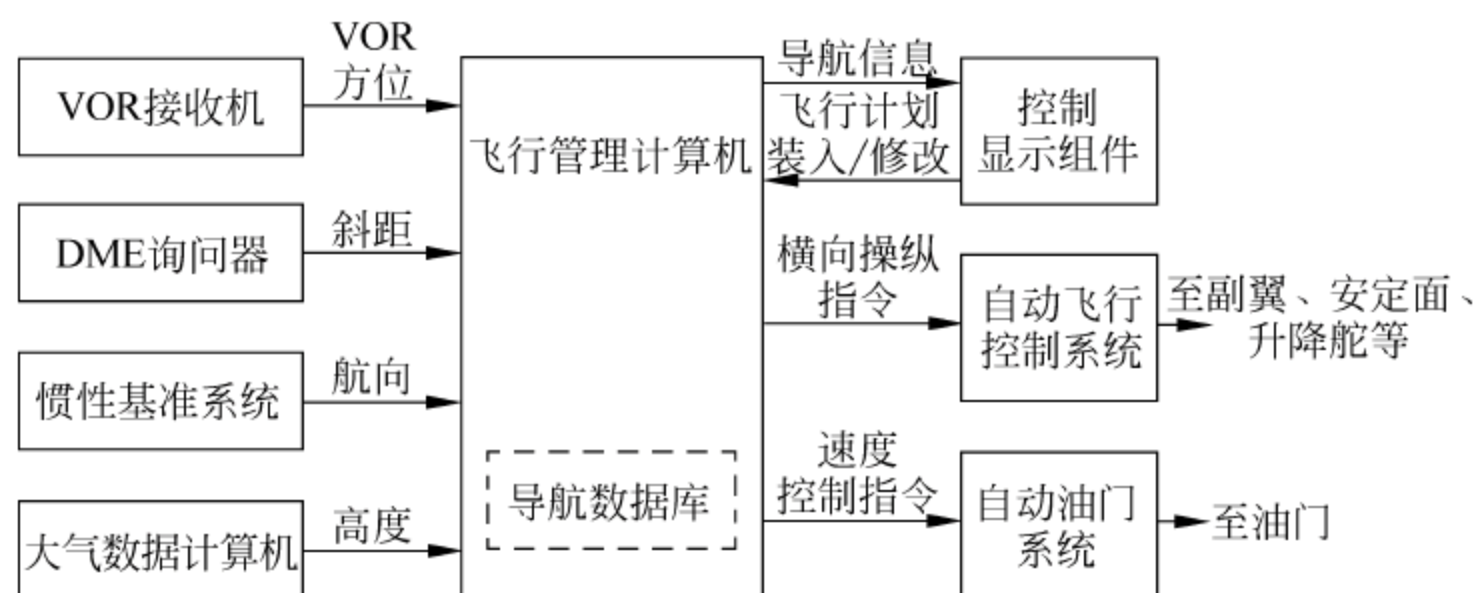 VOR
方位
VOR接收机
斜距
DME询问器
航向
惯性基准系统
高度
大气数据计算机
飞行管理计算机
导航数据库
导航信息
飞行计划
装入/修改
控制
显示组件
横向操纵
指令
自动飞行
控制系统
至副翼、安定面、
升降舵等
速度
控制指令
自动油门
系统
至油门